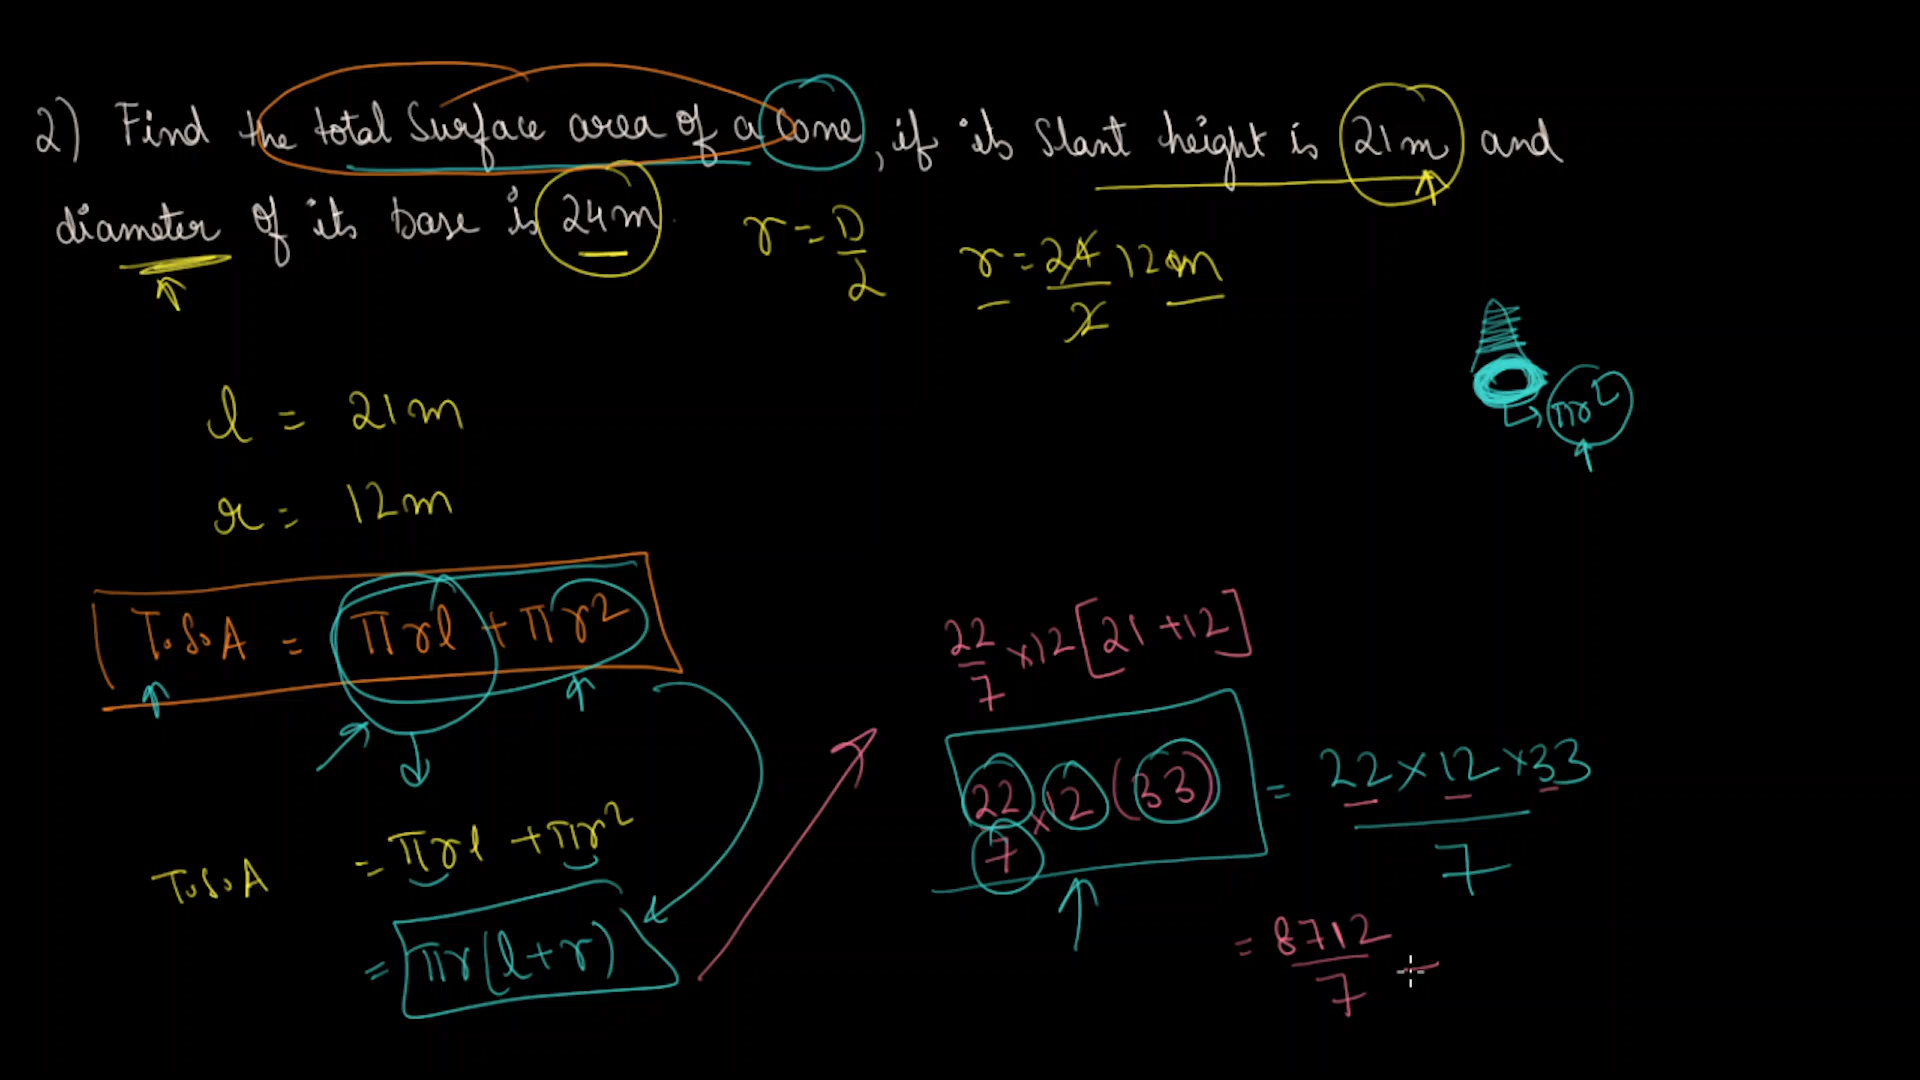 2) Find the total Surface area of a Cone, if its Slant height is 21m and
diameter of its base is 24m.
r = D/2
r = 24/2 12m
πr²
l = 21m
r = 12m
T.S.A = πrl + πr²
22/7 × 12 [21 + 12]
22/7 × 12 (33) = 22 × 12 × 33 / 7
T.S.A = πrl + πr²
= πr(l + r)
= 8712/7